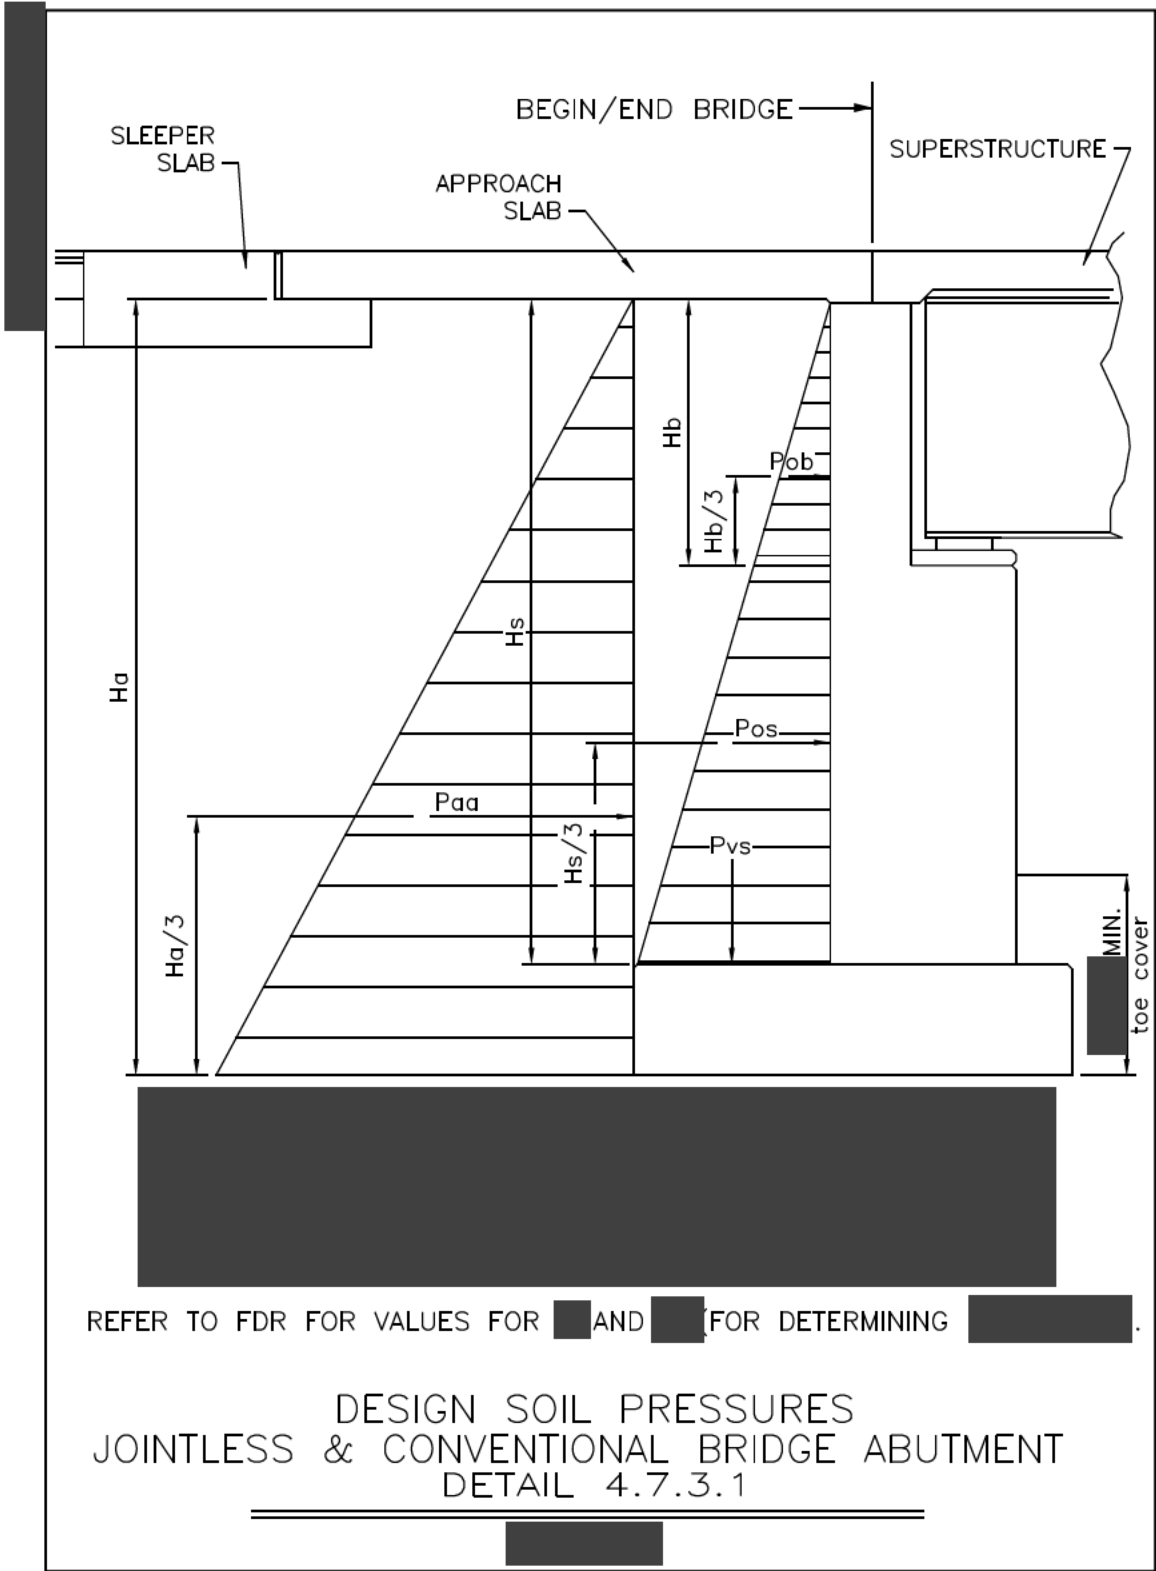 BEGIN/END BRIDGE
SLEEPER
SLAB
SUPERSTRUCTURE
APPROACH
SLAB
Hb
Pob
Hb/3
Hs
Ha
Pos
Paa
Hs/3
Pvs
Ha/3
MIN.
toe cover
REFER TO FDR FOR VALUES FOR AND (FOR DETERMINING .
DESIGN SOIL PRESSURES
JOINTLESS & CONVENTIONAL BRIDGE ABUTMENT
DETAIL 4.7.3.1